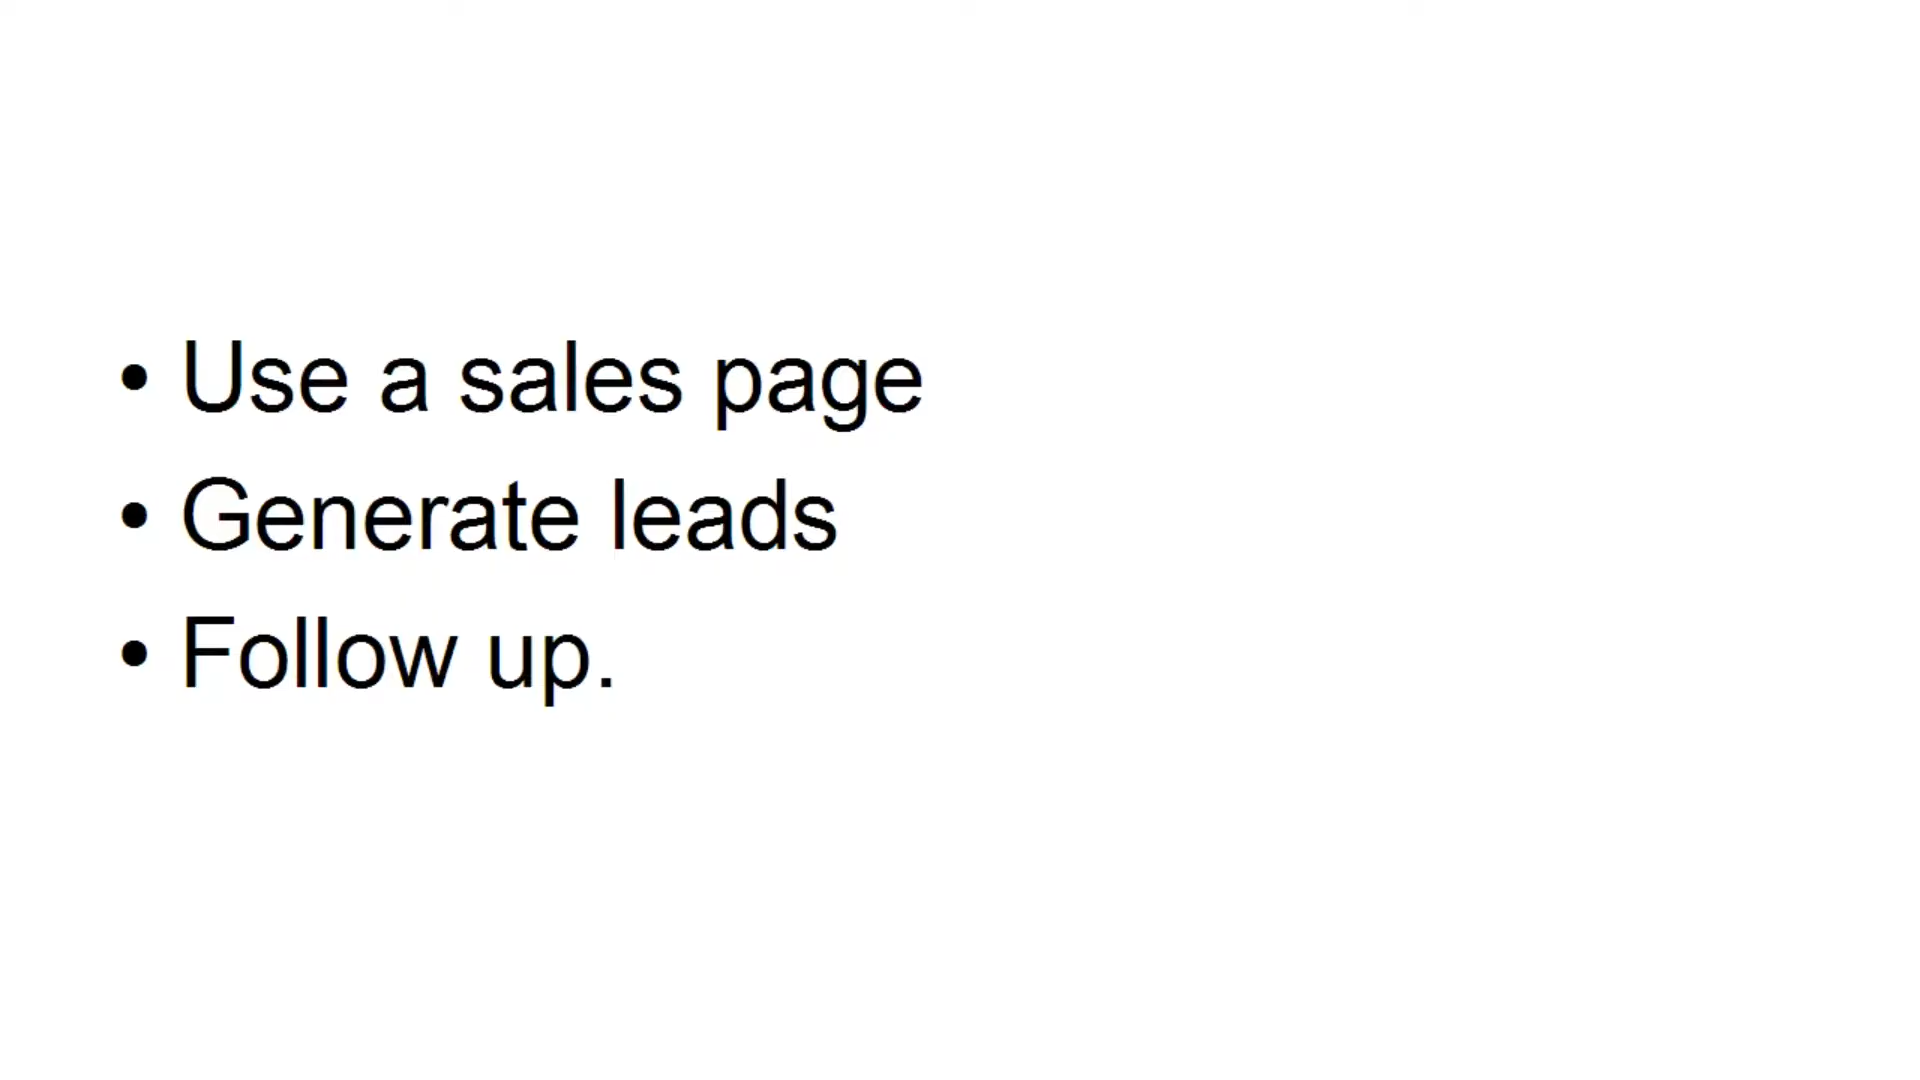 • Use a sales page
• Generate leads
• Follow up.